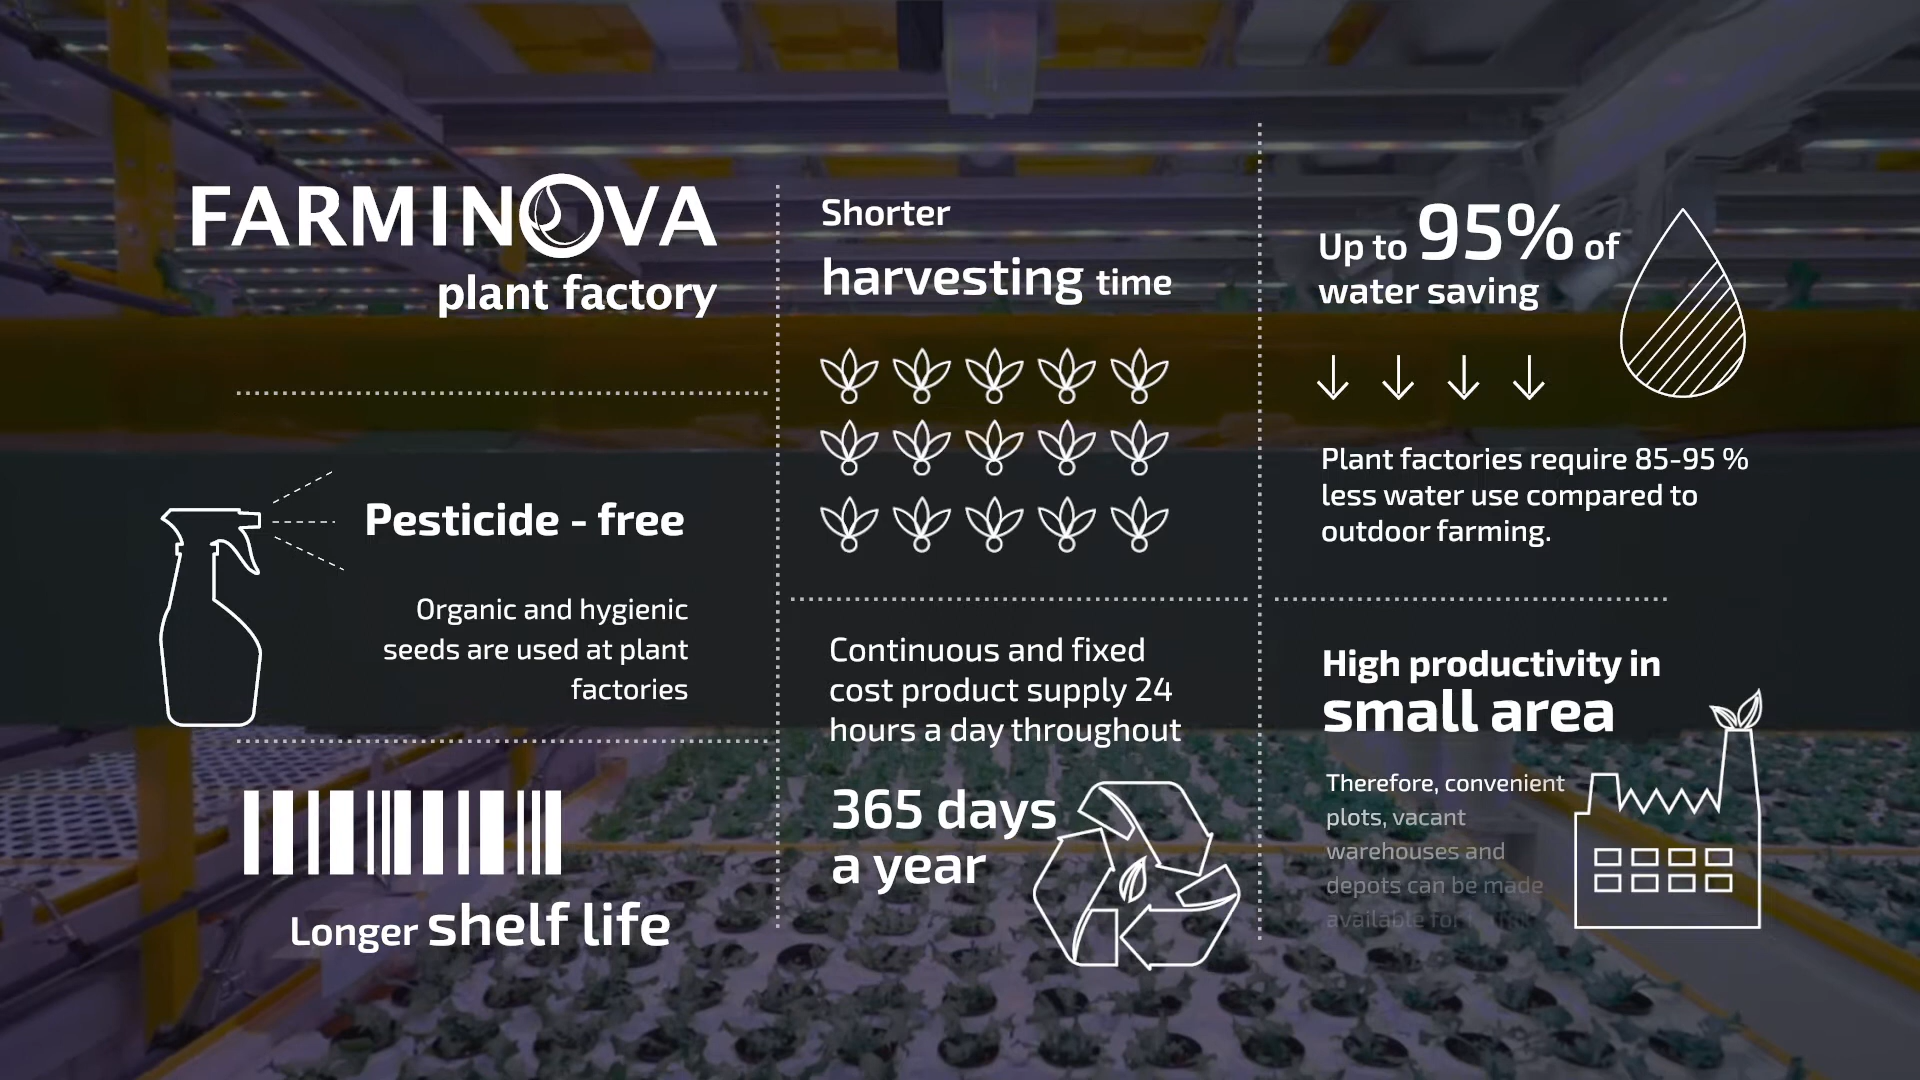 FARMINOVA
plant factory
Pesticide - free
Organic and hygienic
seeds are used at plant
factories
Longer shelf life
Shorter
harvesting time
Continuous and fixed
cost product supply 24
hours a day throughout
365 days
a year
Up to 95% of
water saving
Plant factories require 85-95 %
less water use compared to
outdoor farming.
High productivity in
small area
Therefore, convenient
plots, vacant
warehouses and
depots can be made
available for